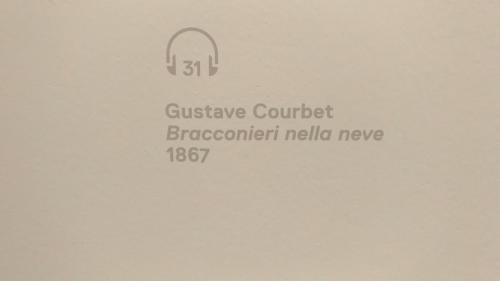 31
Gustave Courbet
Bracconieri nella neve
1867